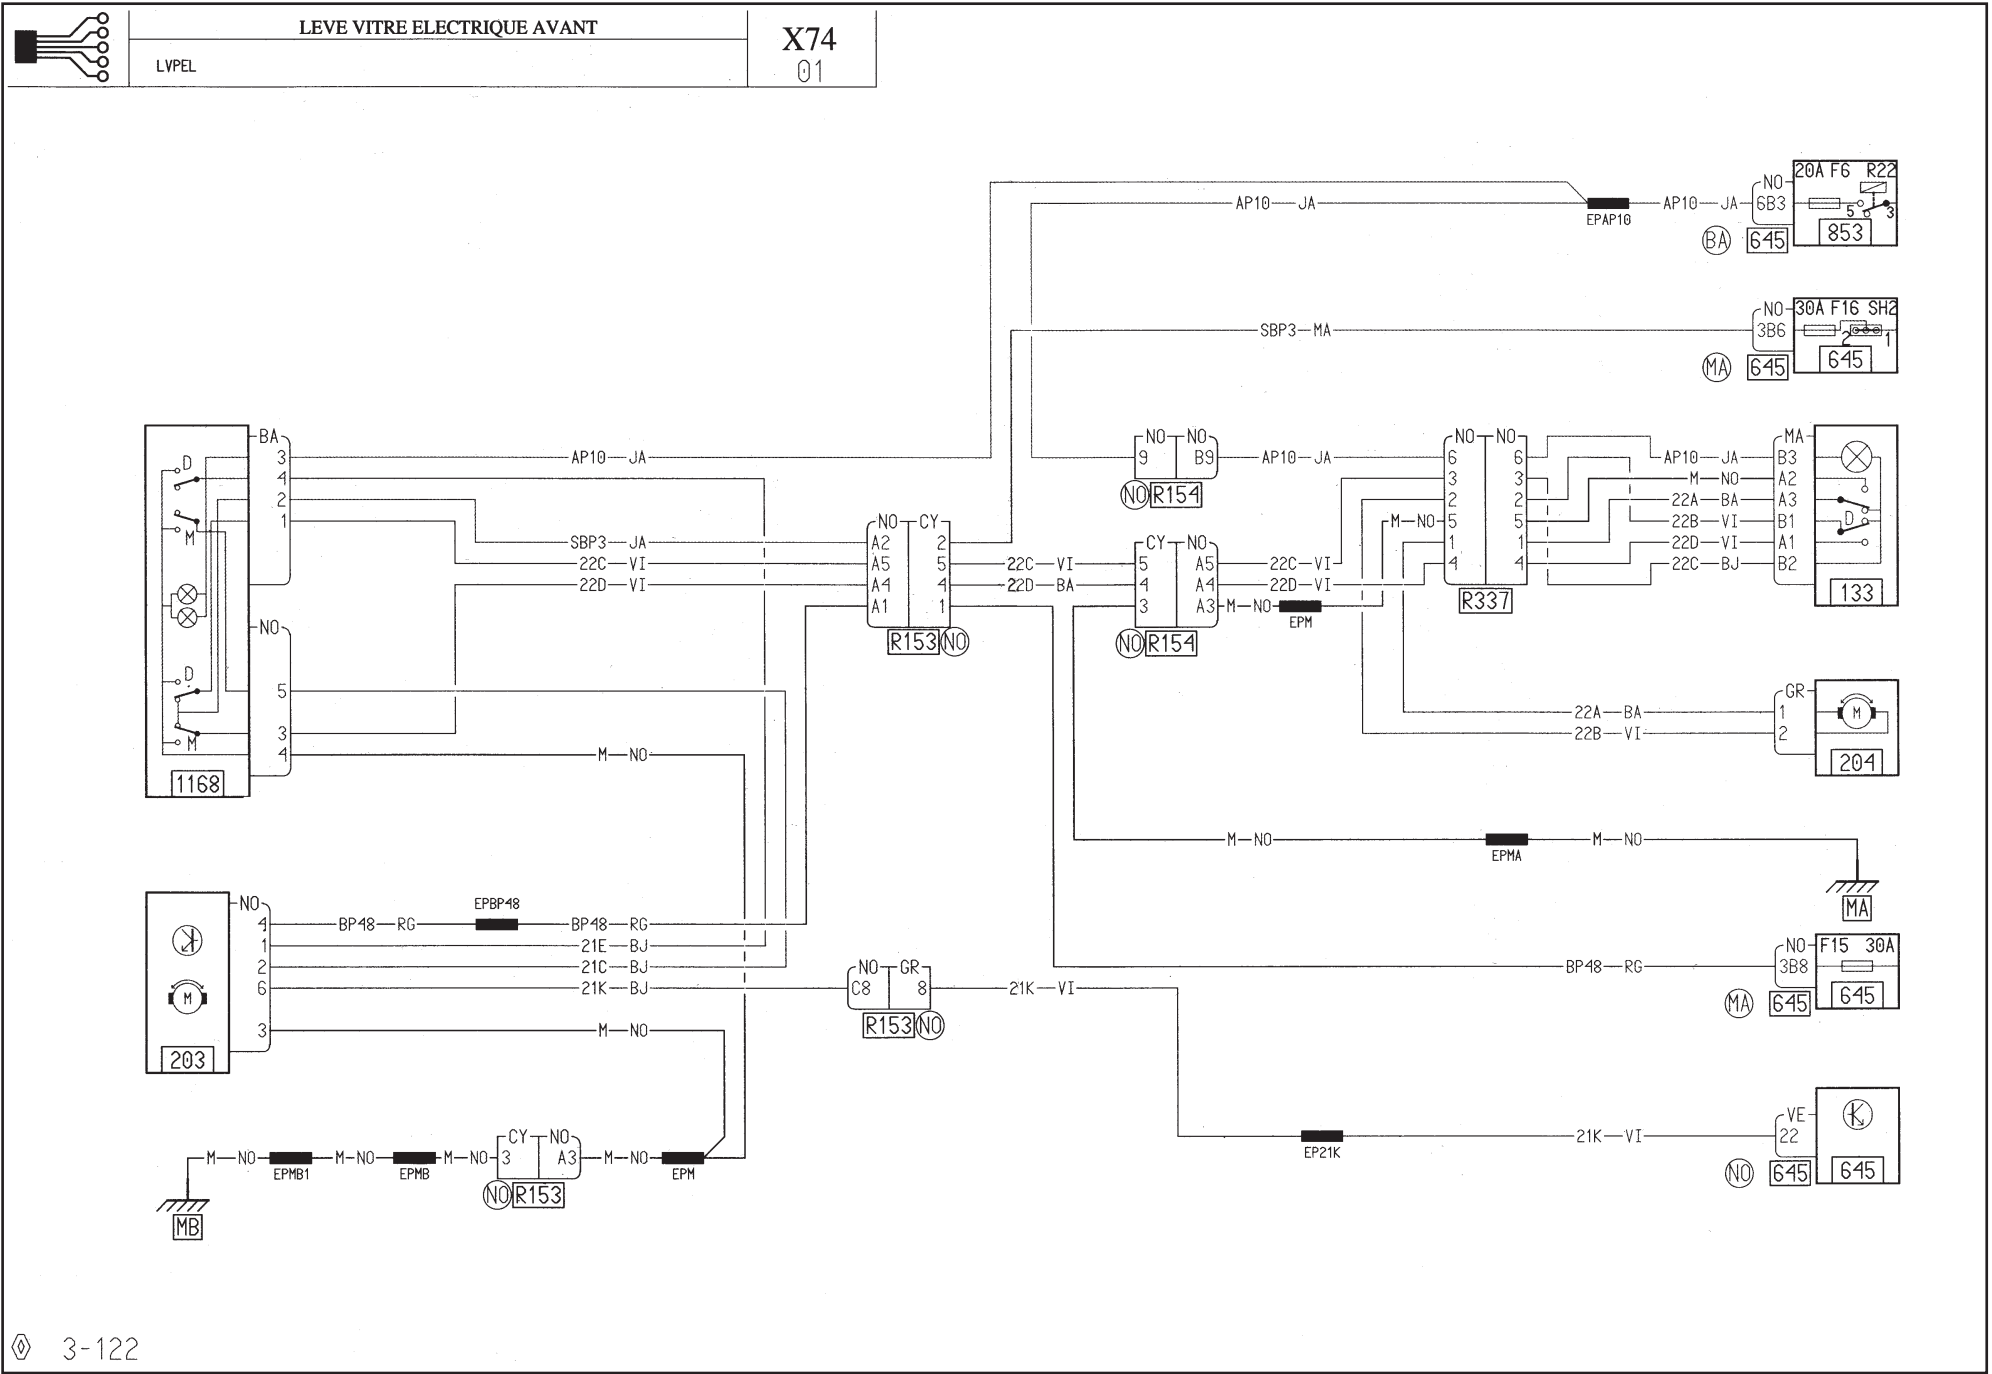 LEVE VITRE ELECTRIQUE AVANT
LVPEL
X74
01
20A F6 R22
NO
6B3
5 3
853
BA 645
AP10 JA
EPAP10
AP10 JA
30A F16 SH2
NO
3B6
2 1
645
MA 645
SBP3 MA
BA
3
4
2
1
D
M
NO
5
3
4
D
M
1168
AP10 JA
SBP3 JA
22C VI
22D VI
M NO
NO CY
A2 2
A5 5
A4 4
A1 1
R153 NO
22C VI
22D BA
NO NO
9 B9
NO R154
CY NO
5 A5
4 A4
3 A3
NO R154
AP10 JA
22C VI
22D VI
M NO
EPM
M NO
NO NO
6 6
3 3
2 2
5 5
1 1
4 4
R337
AP10 JA
M NO
22A BA
22B VI
22D VI
22C BJ
MA
B3
A2
A3
B1
A1
B2
D
133
22A BA
22B VI
GR
1
2
M
204
M NO
EPMA
M NO
MA
NO
4
1
2
6
3
M
203
BP48 RG
EPBP48
BP48 RG
21E BJ
21C BJ
21K BJ
M NO
NO GR
C8 8
R153 NO
21K VI
BP48 RG
NO
3B8
F15 30A
645
MA 645
EP21K
21K VI
VE
22
645
NO 645
M NO
EPMB1
M NO
EPMB
M NO
CY NO
3 A3
NO R153
M NO
EPM
MB
3-122